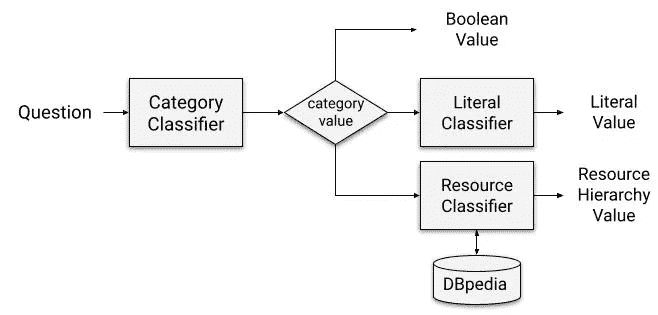 Question
Category
Classifier
category
value
Boolean
Value
Literal
Classifier
Literal
Value
Resource
Classifier
Resource
Hierarchy
Value
DBpedia